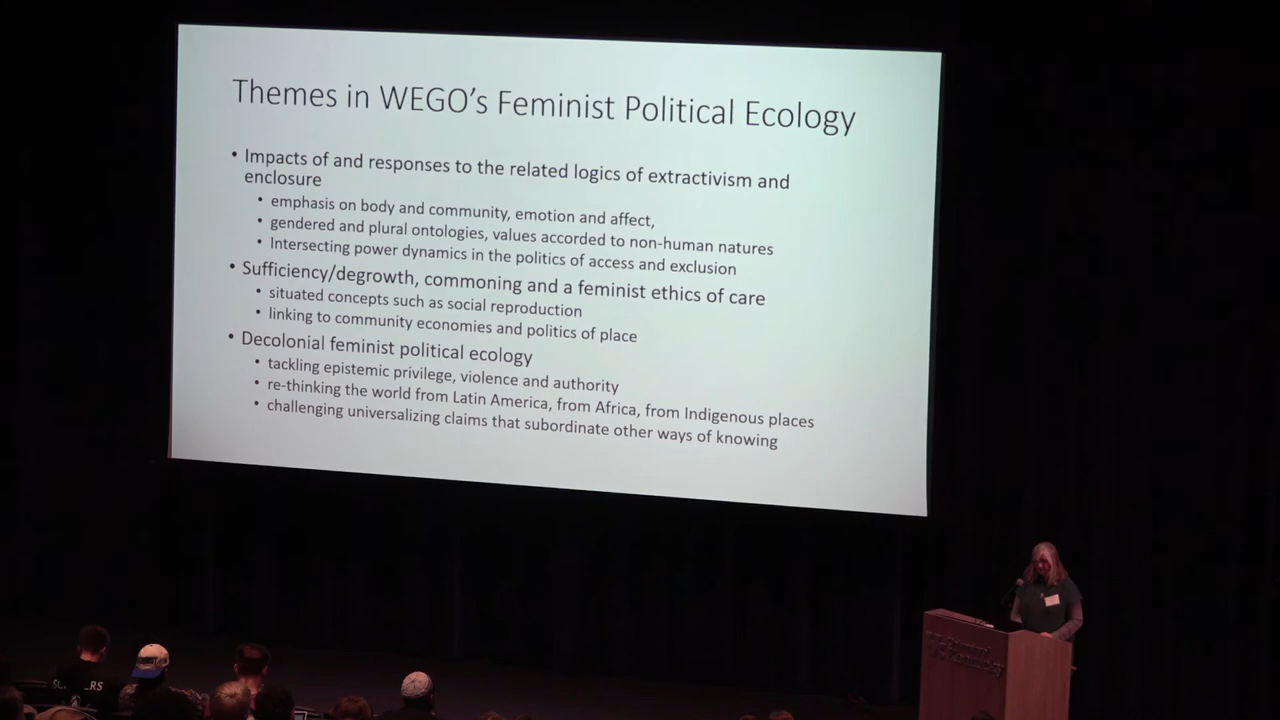 Themes in WEGO's Feminist Political Ecology
• Impacts of and responses to the related logics of extractivism and
enclosure
• emphasis on body and community, emotion and affect,
• gendered and plural ontologies, values accorded to non-human natures
• Intersecting power dynamics in the politics of access and exclusion
• Sufficiency/degrowth, commoning and a feminist ethics of care
• situated concepts such as social reproduction
• linking to community economies and politics of place
• Decolonial feminist political ecology
• tackling epistemic privilege, violence and authority
• re-thinking the world from Latin America, from Africa, from Indigenous places
• challenging universalizing claims that subordinate other ways of knowing